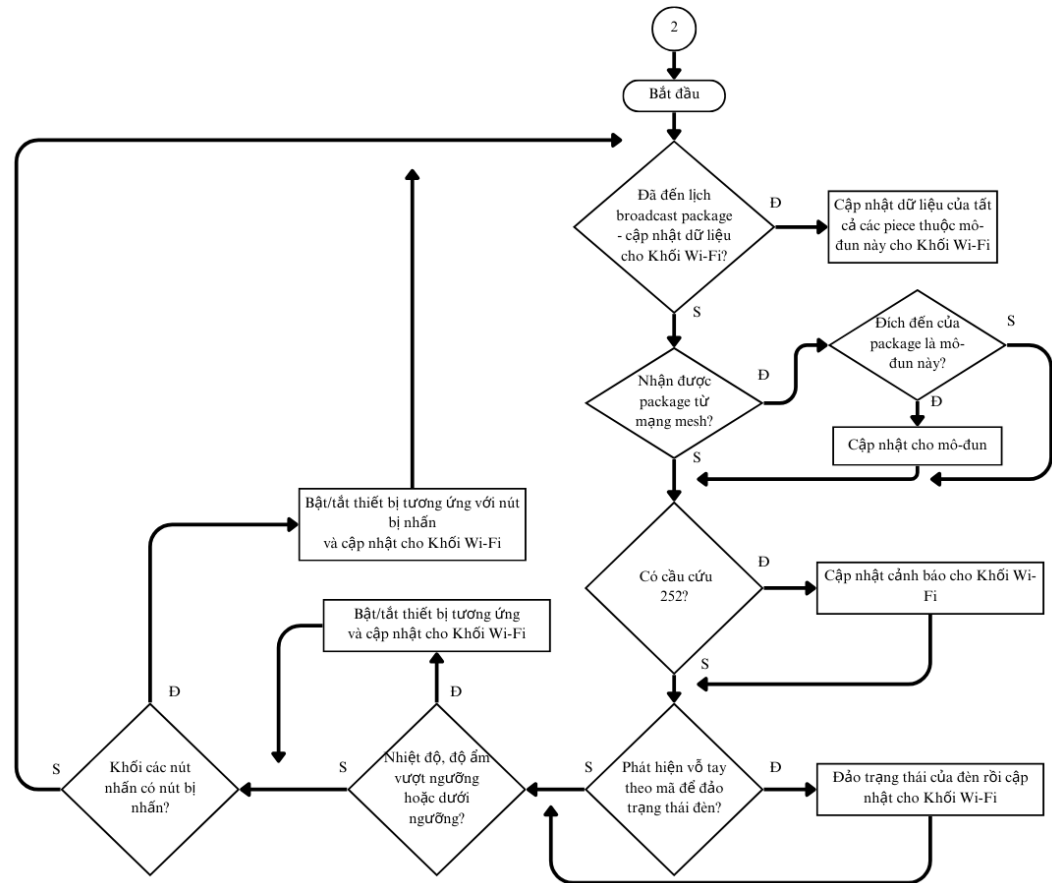 2
Bắt đầu
Đã đến lịch
broadcast package
- cập nhật dữ liệu
cho Khối Wi-Fi?
Đ
Cập nhật dữ liệu của tất
cả các piece thuộc mô-
đun này cho Khối Wi-Fi
S
Nhận được
package từ
mạng mesh?
Đ
Đích đến của
package là mô-
đun này?
S
Đ
Cập nhật cho mô-đun
S
Có cầu cứu
252?
Đ
Cập nhật cảnh báo cho Khối Wi-
Fi
S
Phát hiện vỗ tay
theo mã để đảo
trạng thái đèn?
Đ
Đảo trạng thái của đèn rồi cập
nhật cho Khối Wi-Fi
S
Nhiệt độ, độ ẩm
vượt ngưỡng
hoặc dưới
ngưỡng?
Đ
Bật/tắt thiết bị tương ứng
và cập nhật cho Khối Wi-Fi
S
Khối các nút
nhấn có nút bị
nhấn?
Đ
Bật/tắt thiết bị tương ứng với nút
bị nhấn
và cập nhật cho Khối Wi-Fi
S